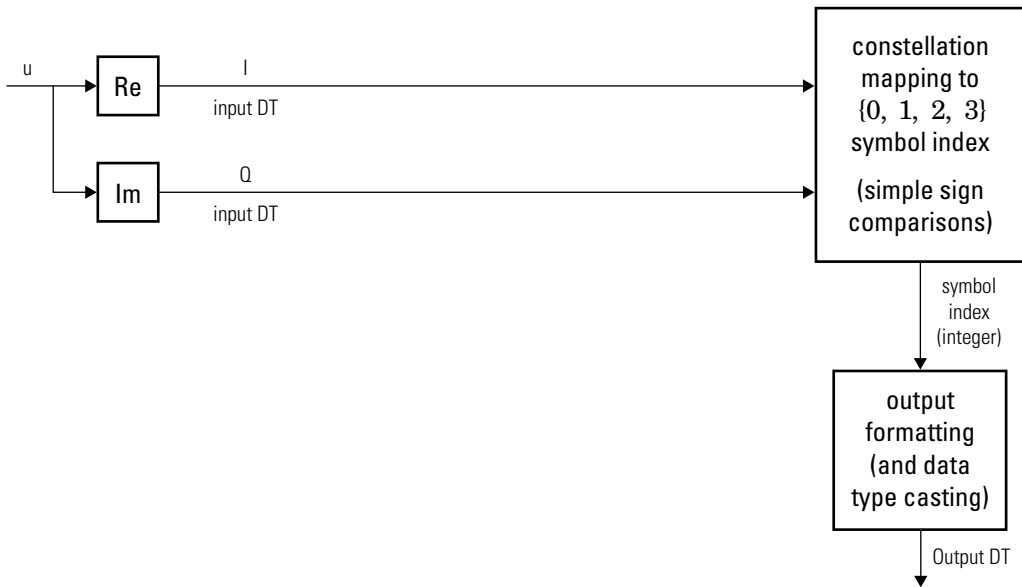 u
Re
I
input DT
Im
Q
input DT
constellation
mapping to
{0, 1, 2, 3}
symbol index
(simple sign
comparisons)
symbol
index
(integer)
output
formatting
(and data
type casting)
Output DT